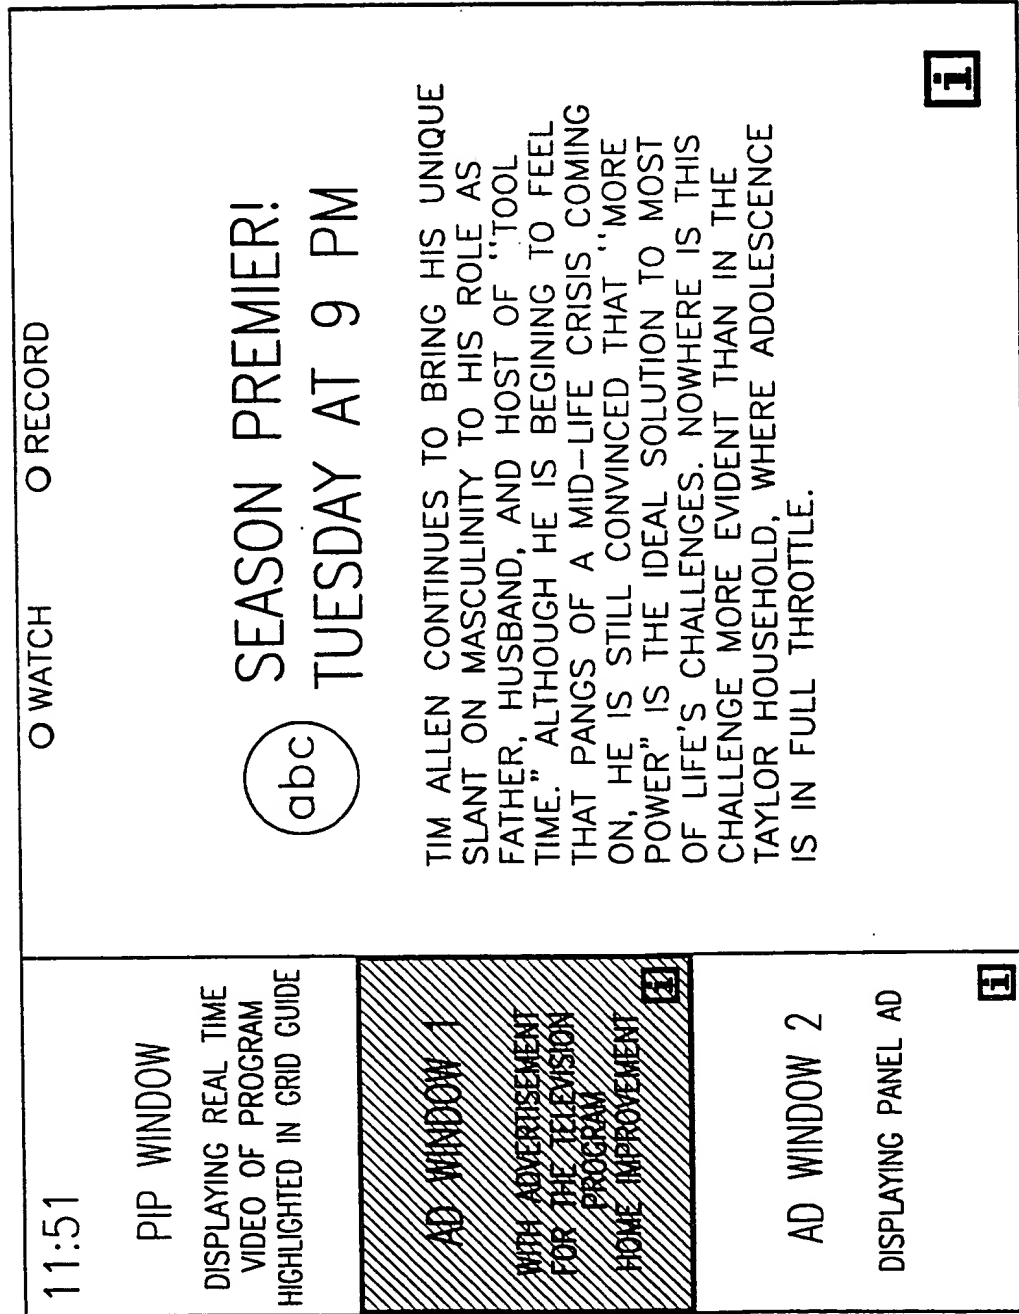 11:51
O WATCH
O RECORD
PIP WINDOW
DISPLAYING REAL TIME
VIDEO OF PROGRAM
HIGHLIGHTED IN GRID GUIDE
AD WINDOW 1
WITH ADVERTISEMENT
FOR THE TELEVISION
PROGRAM
HOME IMPROVEMENT
i
AD WINDOW 2
DISPLAYING PANEL AD
i
abc
SEASON PREMIER!
TUESDAY AT 9 PM
TIM ALLEN CONTINUES TO BRING HIS UNIQUE
SLANT ON MASCULINITY TO HIS ROLE AS
FATHER, HUSBAND, AND HOST OF "TOOL
TIME." ALTHOUGH HE IS BEGINING TO FEEL
THAT PANGS OF A MID-LIFE CRISIS COMING
ON, HE IS STILL CONVINCED THAT "MORE
POWER" IS THE IDEAL SOLUTION TO MOST
OF LIFE'S CHALLENGES. NOWHERE IS THIS
CHALLENGE MORE EVIDENT THAN IN THE
TAYLOR HOUSEHOLD, WHERE ADOLESCENCE
IS IN FULL THROTTLE.
i